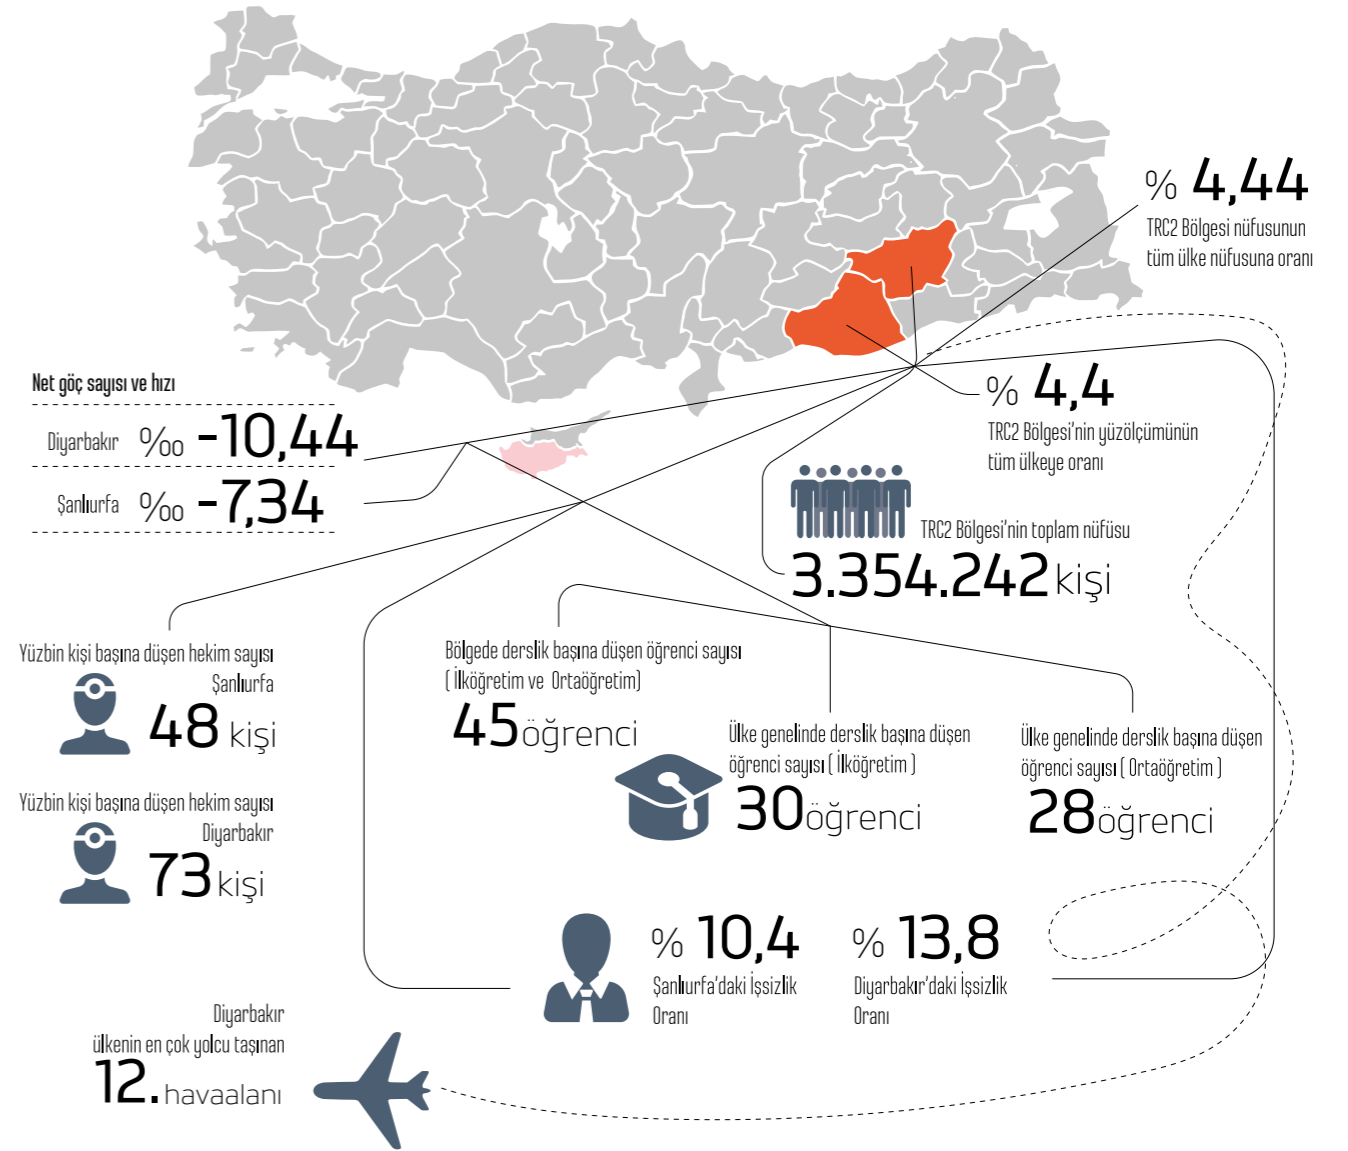 % 4,44
TRC2 Bölgesi nüfusunun
tüm ülke nüfusuna oranı
Net göç sayısı ve hızı
Diyarbakır ‰ -10,44
Şanlıurfa ‰ -7,34
% 4,4
TRC2 Bölgesi'nin yüzölçümünün
tüm ülkeye oranı
TRC2 Bölgesi'nin toplam nüfusu
3.354.242 kişi
Yüzbin kişi başına düşen hekim sayısı
Şanlıurfa
48 kişi
Yüzbin kişi başına düşen hekim sayısı
Diyarbakır
73 kişi
Bölgede derslik başına düşen öğrenci sayısı
( İlköğretim ve Ortaöğretim)
45 öğrenci
Ülke genelinde derslik başına düşen
öğrenci sayısı ( İlköğretim )
30 öğrenci
Ülke genelinde derslik başına düşen
öğrenci sayısı ( Ortaöğretim )
28 öğrenci
% 10,4
Şanlıurfa'daki İşsizlik
Oranı
% 13,8
Diyarbakır'daki İşsizlik
Oranı
Diyarbakır
ülkenin en çok yolcu taşınan
12. havaalanı